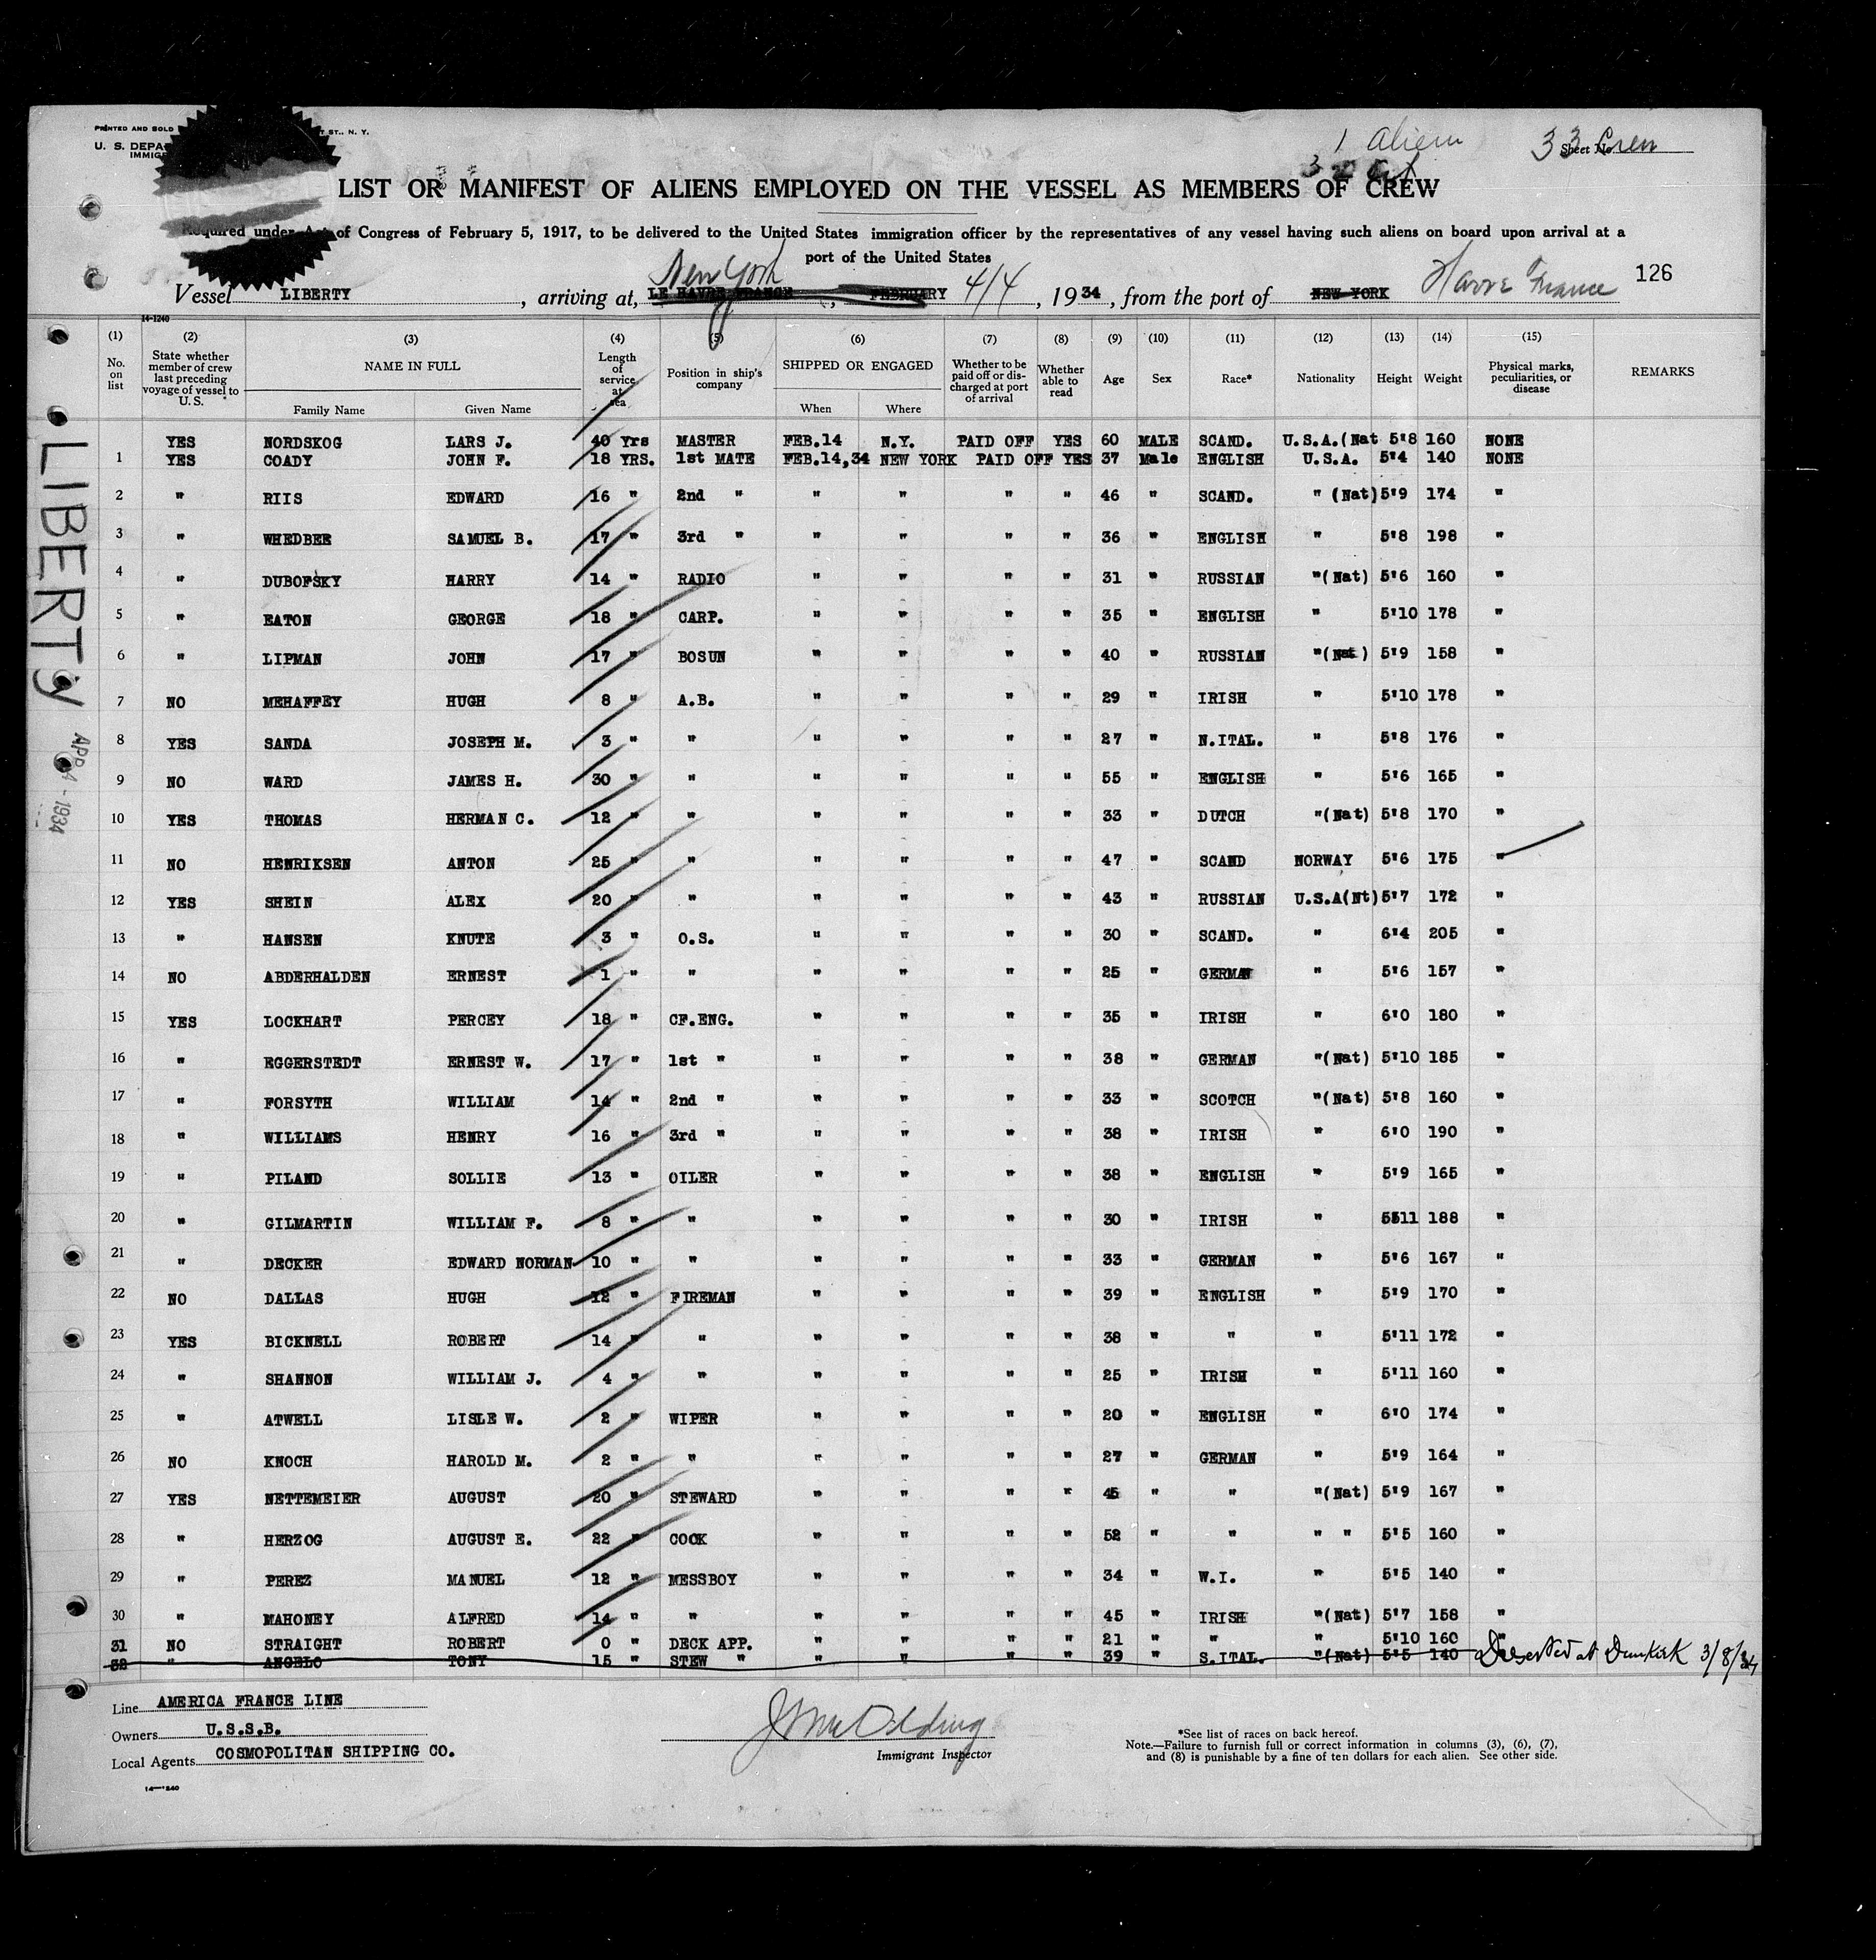 1 Alien 33 Crew
PRINTED AND SOLD ST., N. Y.
Sheet No.
U. S. DEPA
IMMIG
LIST OR MANIFEST OF ALIENS EMPLOYED ON THE VESSEL AS MEMBERS OF CREW
Required under Act of Congress of February 5, 1917, to be delivered to the United States immigration officer by the representatives of any vessel having such aliens on board upon arrival at a
port of the United States
New York
Vessel LIBERTY, arriving at, LE HAVRE FRANCE, FEBRUARY 4/4, 1934, from the port of NEW YORK Havre France 126
14-1240
(1) (2) (3) (4) (5) (6) (7) (8) (9) (10) (11) (12) (13) (14) (15)
No. on list State whether member of crew last preceding voyage of vessel to U. S. NAME IN FULL Family Name Given Name Length of service at sea Position in ship's company SHIPPED OR ENGAGED When Where Whether to be paid off or discharged at port of arrival Whether able to read Age Sex Race* Nationality Height Weight Physical marks, peculiarities, or disease REMARKS
YES NORDSKOG LARS J. 40 Yrs MASTER FEB.14 N.Y. PAID OFF YES 60 MALE SCAND. U.S.A.(Nat 5'8 160 NONE
1 YES COADY JOHN F. 18 YRS. 1st MATE FEB.14,34 NEW YORK PAID OFF YES 37 Male ENGLISH U.S.A. 5'4 140 NONE
2 " RIIS EDWARD 16 " 2nd " " " " " 46 " SCAND. " (Nat) 5'9 174 "
3 " WHEDBEE SAMUEL B. 17 " 3rd " " " " " 36 " ENGLISH " 5'8 198 "
4 " DUBOFSKY HARRY 14 " RADIO " " " " 31 " RUSSIAN "(Nat) 5'6 160 "
5 " EATON GEORGE 18 " CARP. " " " " 35 " ENGLISH " 5'10 178 "
6 " LIPMAN JOHN 17 " BOSUN " " " " 40 " RUSSIAN "(Nat) 5'9 158 "
7 NO MEHAFFEY HUGH 8 " A.B. " " " " 29 " IRISH " 5'10 178 "
8 YES SANDA JOSEPH M. 3 " " " " " " 27 " N.ITAL. " 5'8 176 "
9 NO WARD JAMES H. 30 " " " " " " 55 " ENGLISH " 5'6 165 "
10 YES THOMAS HERMAN C. 12 " " " " " " 33 " DUTCH "(Nat) 5'8 170 "
11 NO HENRIKSEN ANTON 25 " " " " " " 47 " SCAND NORWAY 5'6 175 "
12 YES SHEIN ALEX 20 " " " " " " 43 " RUSSIAN U.S.A(Nt) 5'7 172 "
13 " HANSEN KNUTE 3 " O.S. " " " " 30 " SCAND. " 6'4 205 "
14 NO ABDERHALDEN ERNEST 1 " " " " " " 25 " GERMAN " 5'6 157 "
15 YES LOCKHART PERCEY 18 " CF.ENG. " " " " 35 " IRISH " 6'0 180 "
16 " EGGERSTEDT ERNEST W. 17 " 1st " " " " " 38 " GERMAN "(Nat) 5'10 185 "
17 " FORSYTH WILLIAM 14 " 2nd " " " " " 33 " SCOTCH "(Nat) 5'8 160 "
18 " WILLIAMS HENRY 16 " 3rd " " " " " 38 " IRISH " 6'0 190 "
19 " PILAND SOLLIE 13 " OILER " " " " 38 " ENGLISH " 5'9 165 "
20 " GILMARTIN WILLIAM F. 8 " " " " " " 30 " IRISH " 5511 188 "
21 " DECKER EDWARD NORMAN 10 " " " " " " 33 " GERMAN " 5'6 167 "
22 NO DALLAS HUGH 12 " FIREMAN " " " " 39 " ENGLISH " 5'9 170 "
23 YES BICKNELL ROBERT 14 " " " " " " 38 " " " 5'11 172 "
24 " SHANNON WILLIAM J. 4 " " " " " " 25 " IRISH " 5'11 160 "
25 " ATWELL LISLE W. 2 " WIPER " " " " 20 " ENGLISH " 6'0 174 "
26 NO KNOCH HAROLD M. 2 " " " " " " 27 " GERMAN " 5'9 164 "
27 YES NETTEMEIER AUGUST 20 " STEWARD " " " " 45 " " "(Nat) 5'9 167 "
28 " HERZOG AUGUST E. 22 " COOK " " " " 52 " " " " 5'5 160 "
29 " PEREZ MANUEL 12 " MESSBOY " " " " 34 " W.I. " 5'5 140 "
30 " MAHONEY ALFRED 14 " " " " " " 45 " IRISH "(Nat) 5'7 158 "
31 NO STRAIGHT ROBERT 0 " DECK APP. " " " " 21 " " " 5'10 160 "
32 " ANGELO TONY 15 " STEW " " " " " 39 " S.ITAL. "(Nat) 5'5 140 Deserted at Dunkirk 3/8/34
LIBERTY
APR 4 - 1934
Line AMERICA FRANCE LINE
Owners U.S.S.B.
Local Agents COSMOPOLITAN SHIPPING CO.
14—1240
Immigrant Inspector
*See list of races on back hereof.
Note.—Failure to furnish full or correct information in columns (3), (6), (7),
and (8) is punishable by a fine of ten dollars for each alien. See other side.